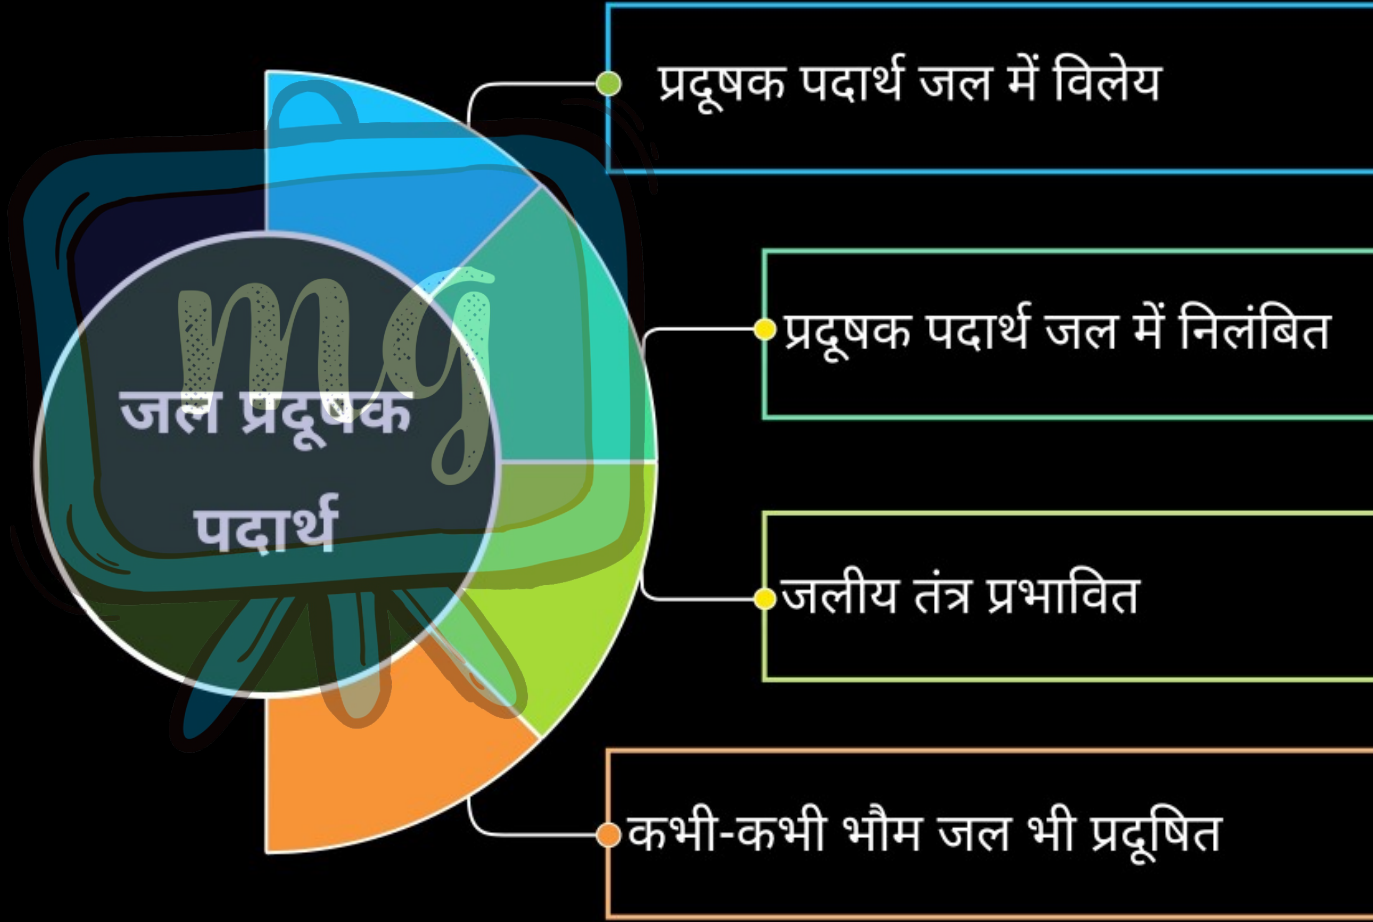 प्रदूषक पदार्थ जल में विलेय
प्रदूषक पदार्थ जल में निलंबित
mg
जल प्रदूषक
पदार्थ
जलीय तंत्र प्रभावित
कभी-कभी भौम जल भी प्रदूषित